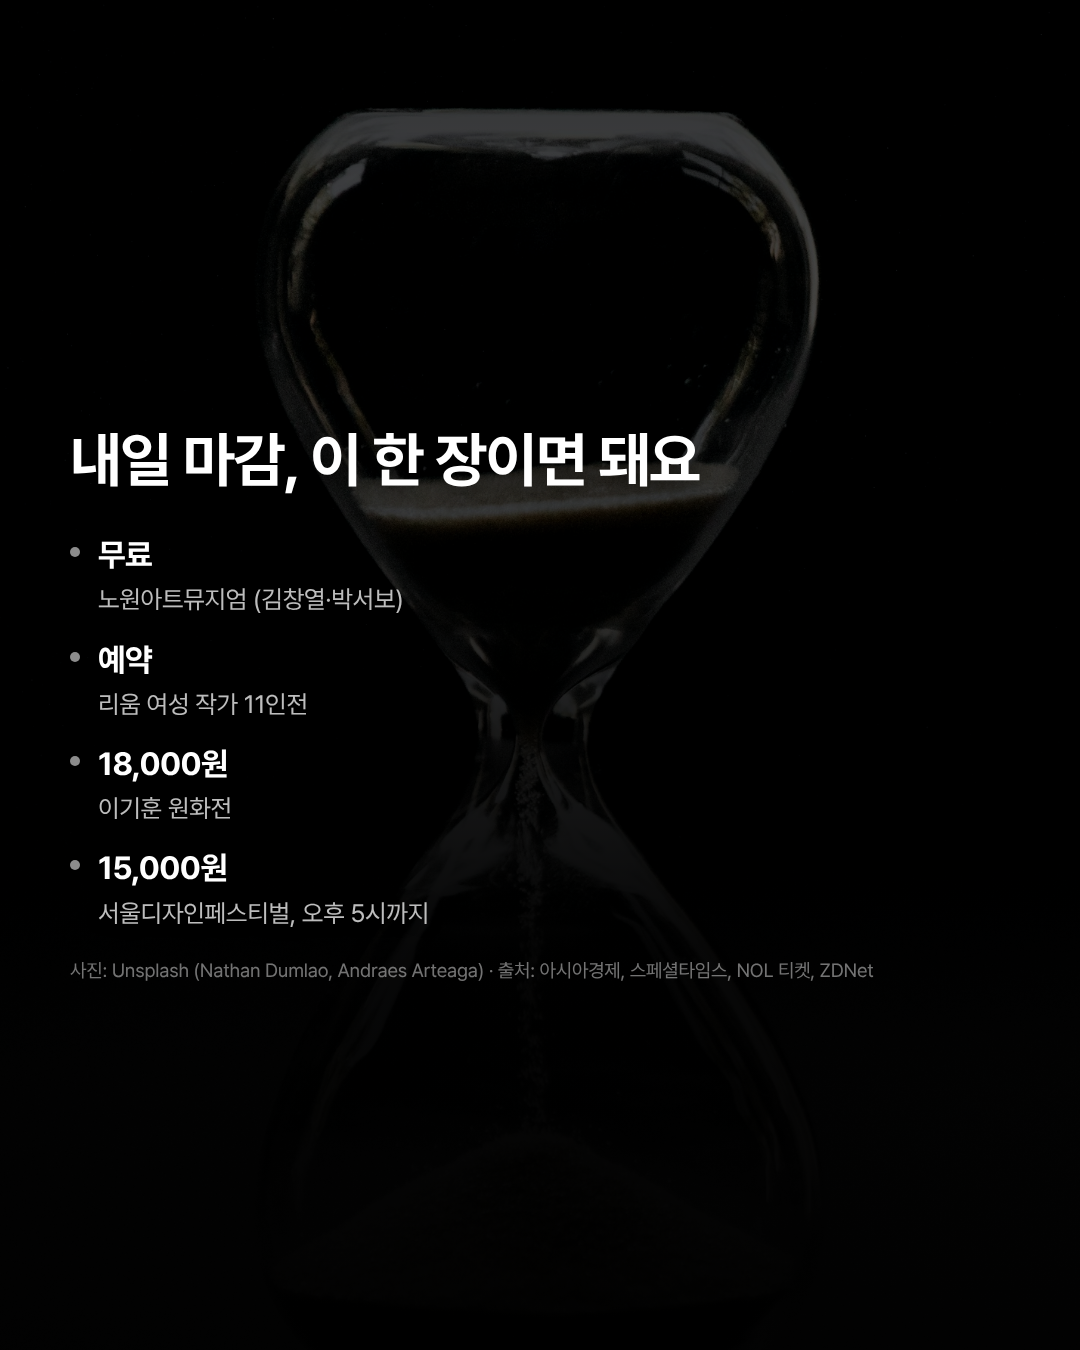 내일 마감, 이 한 장이면 돼요
• 무료
노원아트뮤지엄 (김창열·박서보)
• 예약
리움 여성 작가 11인전
• 18,000원
이기훈 원화전
• 15,000원
서울디자인페스티벌, 오후 5시까지
사진: Unsplash (Nathan Dumlao, Andraes Arteaga) · 출처: 아시아경제, 스페셜타임스, NOL 티켓, ZDNet